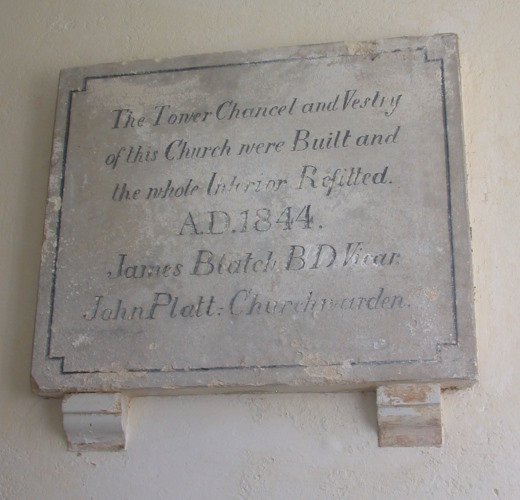 The Tower Chancel and Vestry
of this Church were Built and
the whole Interior Refitted.
A.D.1844.
James Blatch BD Vicar
John Platt - Churchwarden.